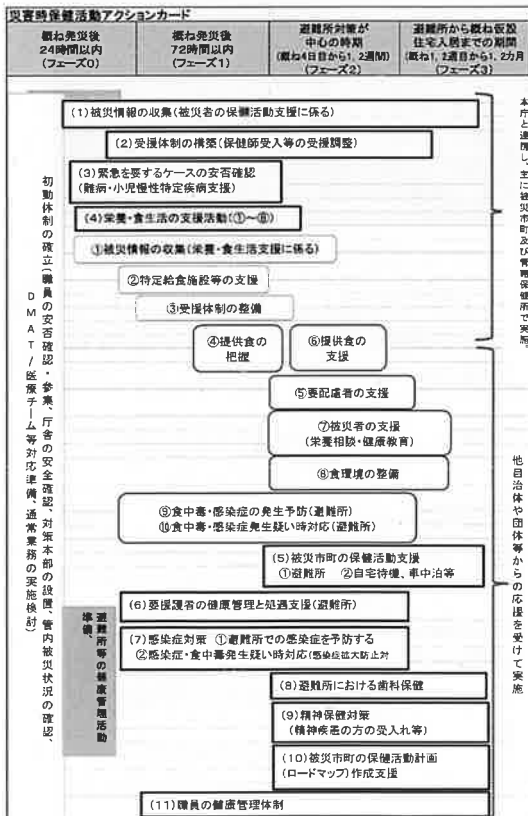 災害時保健活動アクションカード
概ね発災後
24時間以内
(フェーズ0)
概ね発災後
72時間以内
(フェーズ1)
避難所対策が
中心の時期
(概ね4日目から1, 2週間)
(フェーズ2)
避難所から概ね仮設
住宅入居までの期間
(概ね1, 2週目から1, 2カ月)
(フェーズ3)
初動体制の確立(職員の安否確認・参集、庁舎の安全確認、対策本部の設置、管内被災状況の確認、
DMAT/医療チーム等対応準備、通常業務の実施検討)
避難所等の健康管理活動
準備、
(1)被災情報の収集(被災者の保健活動支援に係る)
(2)受援体制の構築(保健師受入等の受援調整)
(3)緊急を要するケースの安否確認
(難病・小児慢性特定疾病支援)
(4)栄養・食生活の支援活動(①~⑧)
①被災情報の収集(栄養・食生活支援に係る)
②特定給食施設等の支援
③受援体制の整備
④提供食の
把握
⑥提供食の
支援
⑤要配慮者の支援
⑦被災者の支援
(栄養相談・健康教育)
⑧食環境の整備
⑨食中毒・感染症の発生予防(避難所)
⑩食中毒・感染症発生疑い時対応(避難所)
(5)被災市町の保健活動支援
①避難所 ②自宅待機、車中泊等
(6)要援護者の健康管理と処遇支援(避難所)
(7)感染症対策 ①避難所での感染症を予防する
②感染症・食中毒発生疑い時対応(感染症拡大防止対
(8)避難所における歯科保健
(9)精神保健対策
(精神疾患の方の受入れ等)
(10)被災市町の保健活動計画
(ロードマップ)作成支援
(11)職員の健康管理体制
本庁と連携し、主に被災市町及び管轄保健所で実施。
他自治体や団体等からの応援を受けて実施